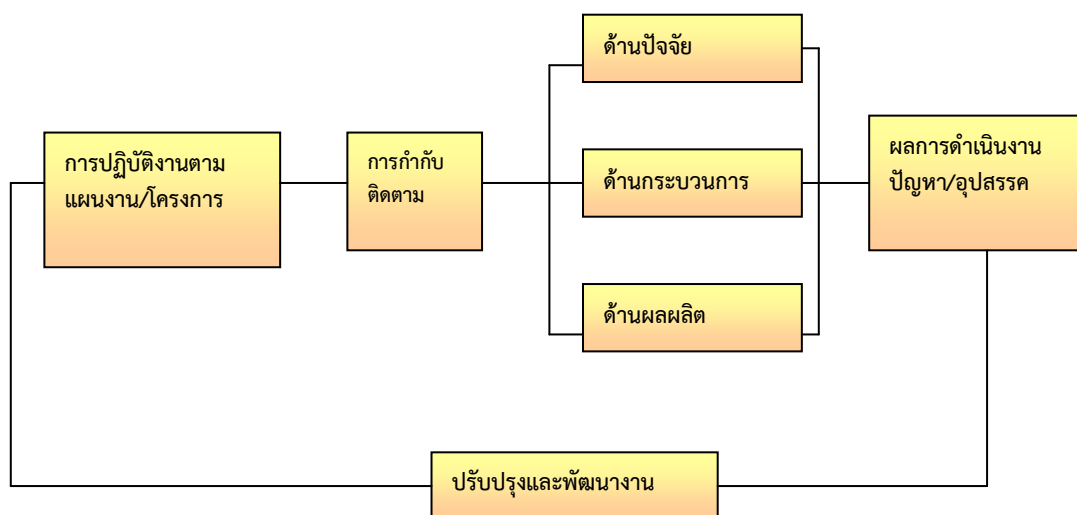 การปฏิบัติงานตาม
แผนงาน/โครงการ
การกำกับ
ติดตาม
ด้านปัจจัย
ด้านกระบวนการ
ด้านผลผลิต
ผลการดำเนินงาน
ปัญหา/อุปสรรค
ปรับปรุงและพัฒนางาน